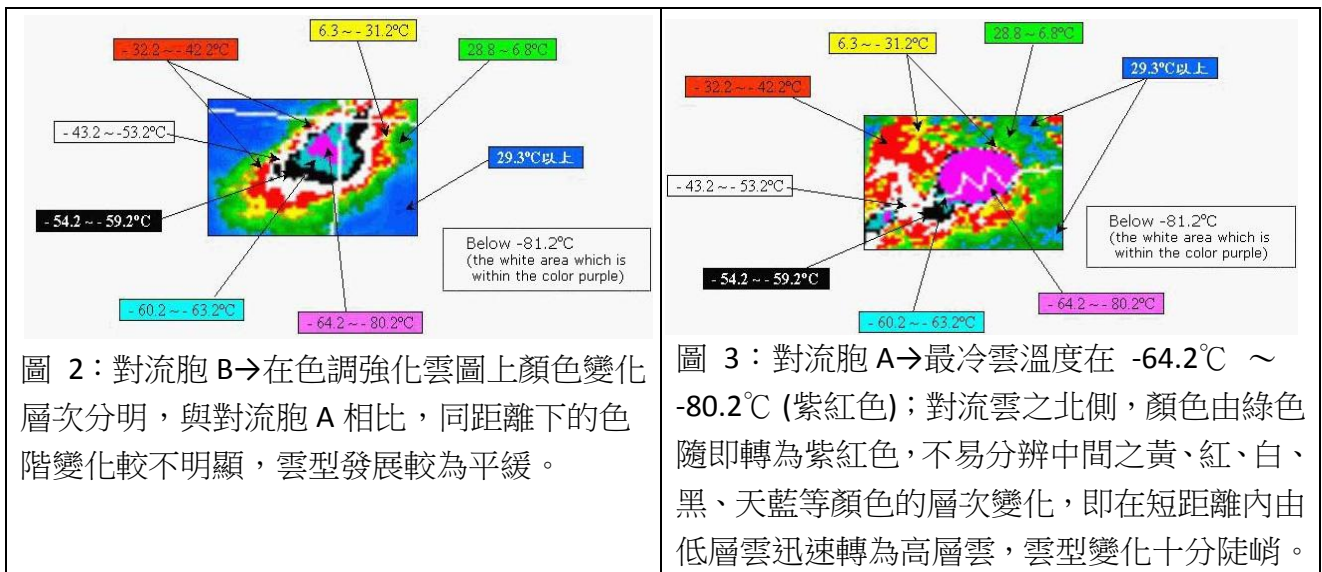 6.3 ~ - 31.2°C
- 32.2 ~ - 42.2°C
28.8 ~ 6.8°C
- 43.2 ~ -53.2°C
29.3°C以上
- 54.2 ~ - 59.2°C
Below -81.2°C
(the white area which is
within the color purple)
- 60.2 ~ - 63.2°C
- 64.2 ~ - 80.2°C
圖 2：對流胞 B→在色調強化雲圖上顏色變化
層次分明，與對流胞 A 相比，同距離下的色
階變化較不明顯，雲型發展較為平緩。
6.3 ~ - 31.2°C
28.8 ~ 6.8°C
29.3°C以上
- 32.2 ~ - 42.2°C
- 43.2 ~ - 53.2°C
Below -81.2°C
(the white area which is
within the color purple)
- 54.2 ~ - 59.2°C
- 64.2 ~ - 80.2°C
- 60.2 ~ - 63.2°C
圖 3：對流胞 A→最冷雲溫度在 -64.2℃ ～
-80.2℃ (紫紅色)；對流雲之北側，顏色由綠色
隨即轉為紫紅色，不易分辨中間之黃、紅、白、
黑、天藍等顏色的層次變化，即在短距離內由
低層雲迅速轉為高層雲，雲型變化十分陡峭。